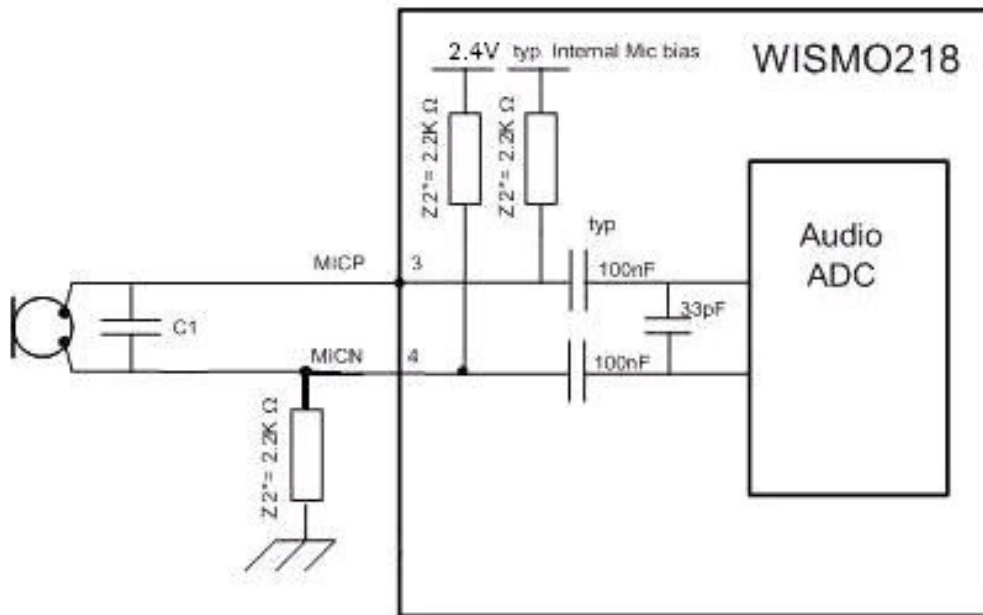 2.4V typ. Internal Mic bias
WISMO218
Z2"= 2.2K Ω
Z2"= 2.2K Ω
typ
MICP 3
100nF
Audio
ADC
33pF
C1
MICN 4
100nF
Z2"= 2.2K Ω